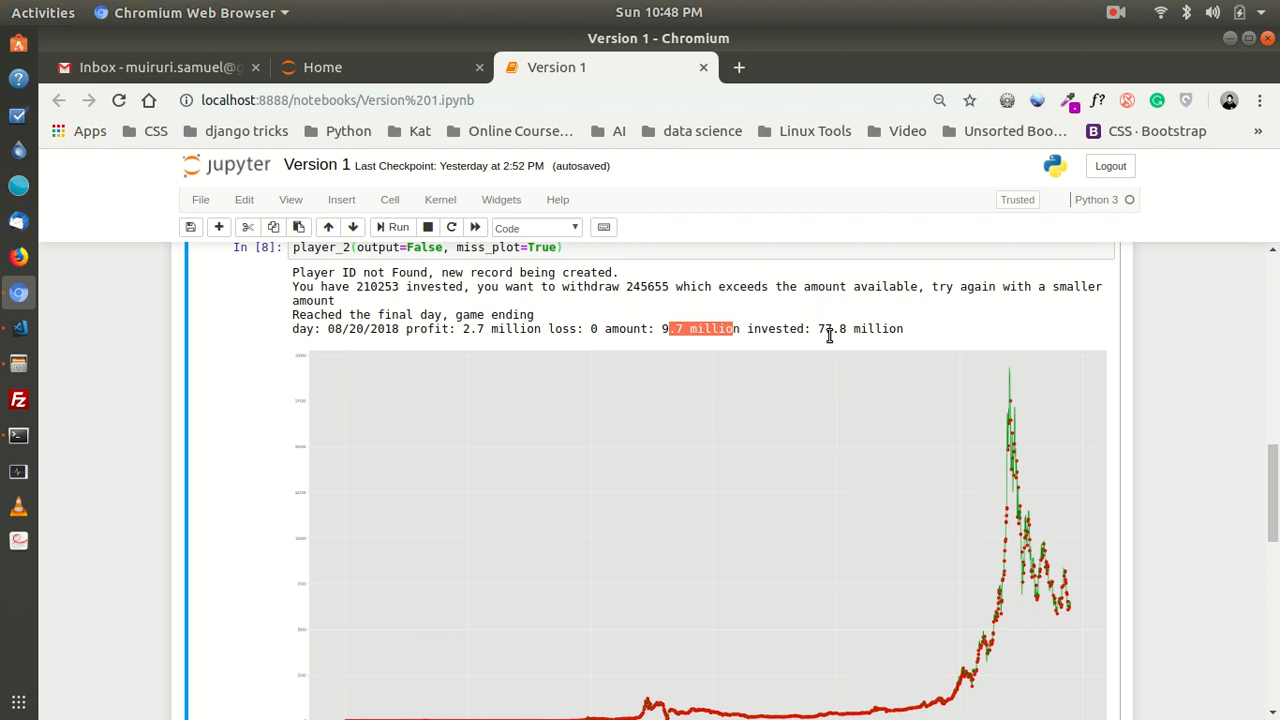 Activities
Chromium Web Browser
Sun 10:48 PM
Version 1 - Chromium
Inbox - muiruri.samuel@g
Home
Version 1
localhost:8888/notebooks/Version%201.ipynb
f?
Apps
CSS
django tricks
Python
Kat
Online Course…
AI
data science
Linux Tools
Video
Unsorted Boo…
B
CSS · Bootstrap
»
jupyter
Version 1 Last Checkpoint: Yesterday at 2:52 PM (autosaved)
Logout
File
Edit
View
Insert
Cell
Kernel
Widgets
Help
Trusted
Python 3
Run
Code
In [8]: player_2(output=False, miss_plot=True)
Player ID not Found, new record being created.
You have 210253 invested, you want to withdraw 245655 which exceeds the amount available, try again with a smaller
amount
Reached the final day, game ending
day: 08/20/2018 profit: 2.7 million loss: 0 amount: 9.7 million invested: .8 million